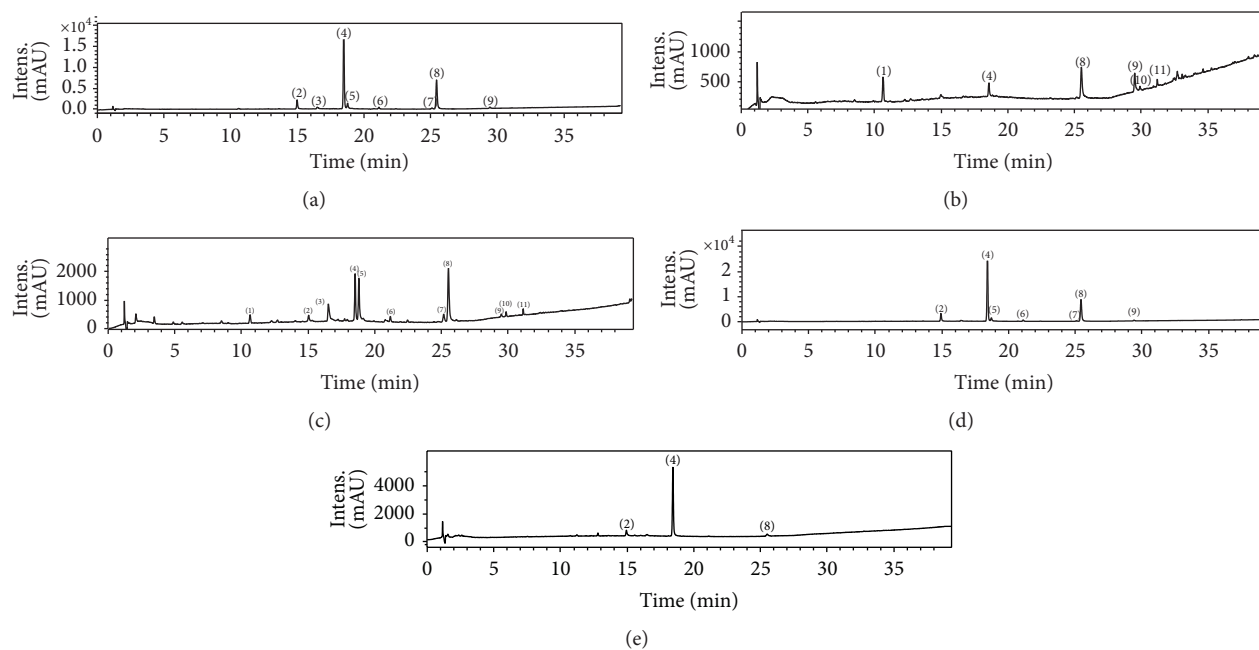 ×10⁴
Intens.
(mAU)
1.5
1.0
0.5
0.0
(2) (3) (4) (5) (6) (7) (8) (9)
0 5 10 15 20 25 30 35
Time (min)
(a)
Intens.
(mAU)
1000
500
(1) (4) (8) (9) (10) (11)
0 5 10 15 20 25 30 35
Time (min)
(b)
Intens.
(mAU)
2000
1000
0
(1) (2) (3) (4) (5) (6) (7) (8) (9) (10) (11)
0 5 10 15 20 25 30 35
Time (min)
(c)
×10⁴
Intens.
(mAU)
2
1
0
(2) (4) (5) (6) (7) (8) (9)
0 5 10 15 20 25 30 35
Time (min)
(d)
Intens.
(mAU)
4000
2000
0
(2) (4) (8)
0 5 10 15 20 25 30 35
Time (min)
(e)